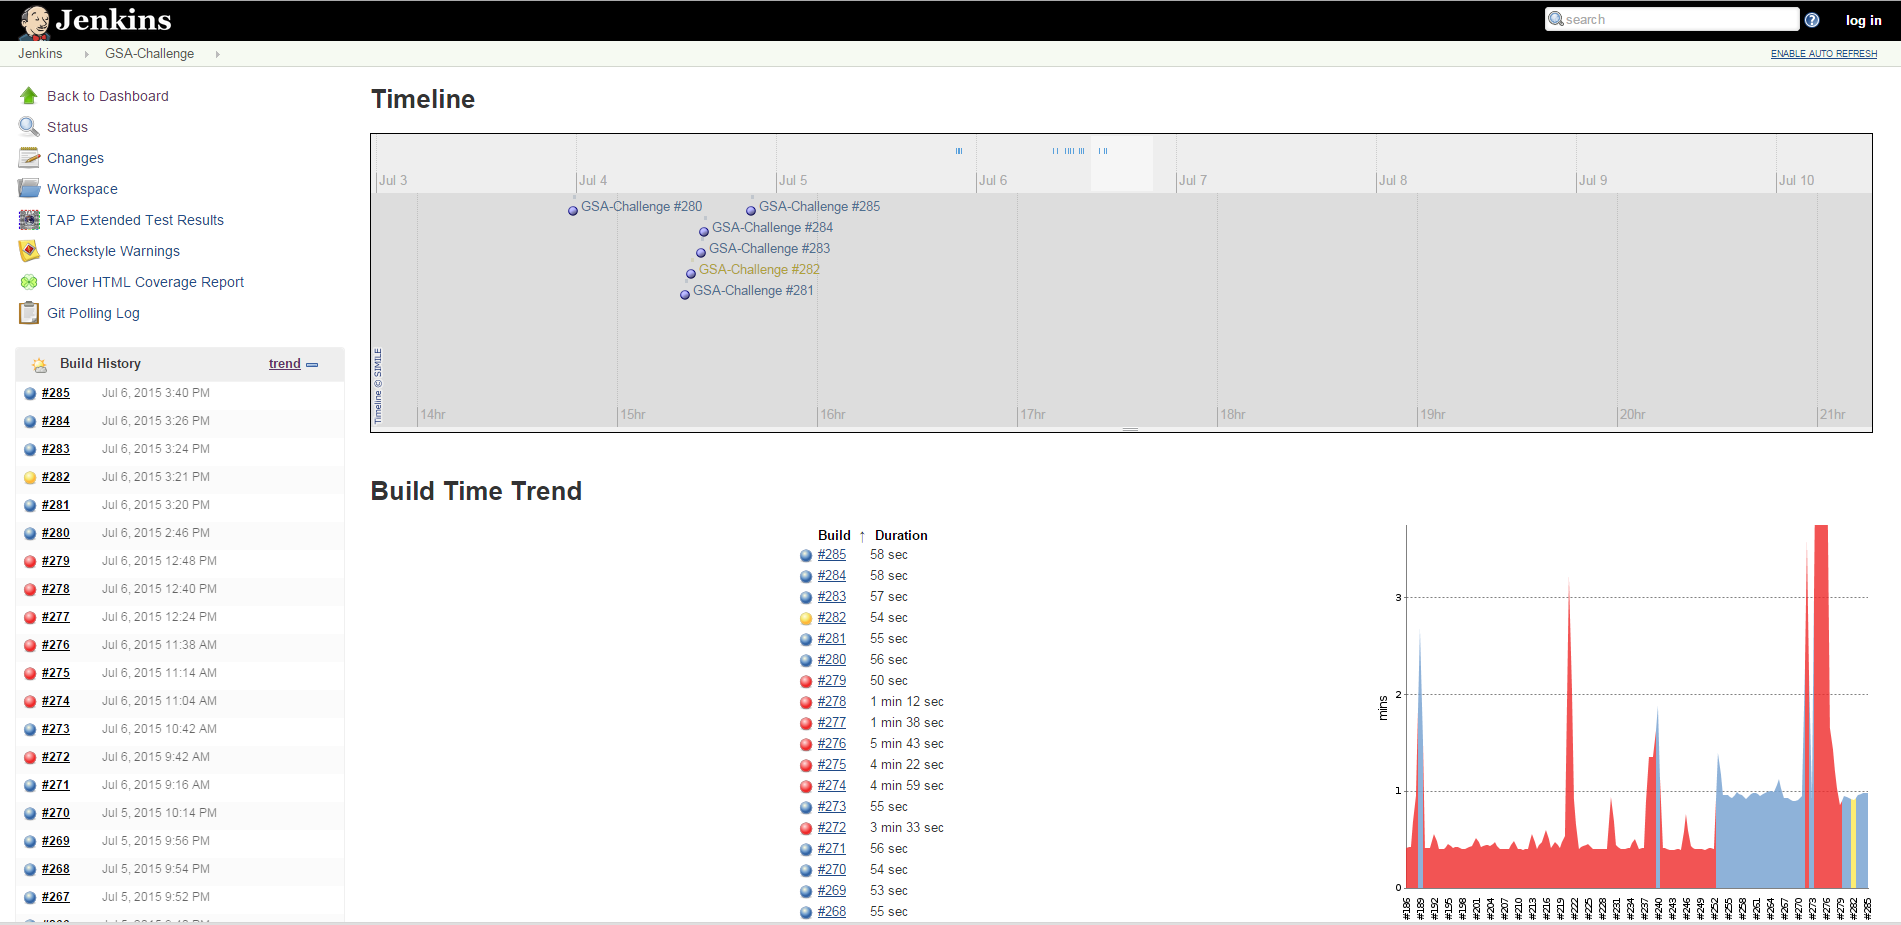 Jenkins
search
? log in
Jenkins GSA-Challenge
ENABLE AUTO REFRESH
Back to Dashboard
Status
Changes
Workspace
TAP Extended Test Results
Checkstyle Warnings
Clover HTML Coverage Report
Git Polling Log
Build History trend
#285 Jul 6, 2015 3:40 PM
#284 Jul 6, 2015 3:26 PM
#283 Jul 6, 2015 3:24 PM
#282 Jul 6, 2015 3:21 PM
#281 Jul 6, 2015 3:20 PM
#280 Jul 6, 2015 2:46 PM
#279 Jul 6, 2015 12:48 PM
#278 Jul 6, 2015 12:40 PM
#277 Jul 6, 2015 12:24 PM
#276 Jul 6, 2015 11:38 AM
#275 Jul 6, 2015 11:14 AM
#274 Jul 6, 2015 11:04 AM
#273 Jul 6, 2015 10:42 AM
#272 Jul 6, 2015 9:42 AM
#271 Jul 6, 2015 9:16 AM
#270 Jul 5, 2015 10:14 PM
#269 Jul 5, 2015 9:56 PM
#268 Jul 5, 2015 9:54 PM
#267 Jul 5, 2015 9:52 PM
Timeline
Jul 3 Jul 4 Jul 5 Jul 6 Jul 7 Jul 8 Jul 9 Jul 10
GSA-Challenge #280 GSA-Challenge #285
GSA-Challenge #284
GSA-Challenge #283
GSA-Challenge #282
GSA-Challenge #281
Timeline © SIMILE
14hr 15hr 16hr 17hr 18hr 19hr 20hr 21hr
Build Time Trend
Build ↑ Duration
#285 58 sec
#284 58 sec
#283 57 sec
#282 54 sec
#281 55 sec
#280 56 sec
#279 50 sec
#278 1 min 12 sec
#277 1 min 38 sec
#276 5 min 43 sec
#275 4 min 22 sec
#274 4 min 59 sec
#273 55 sec
#272 3 min 33 sec
#271 56 sec
#270 54 sec
#269 53 sec
#268 55 sec
mins
3
2
1
0
#186 #189 #192 #195 #198 #201 #204 #207 #210 #213 #216 #219 #222 #225 #228 #231 #234 #237 #240 #243 #246 #249 #252 #255 #258 #261 #264 #267 #270 #273 #276 #279 #282 #285